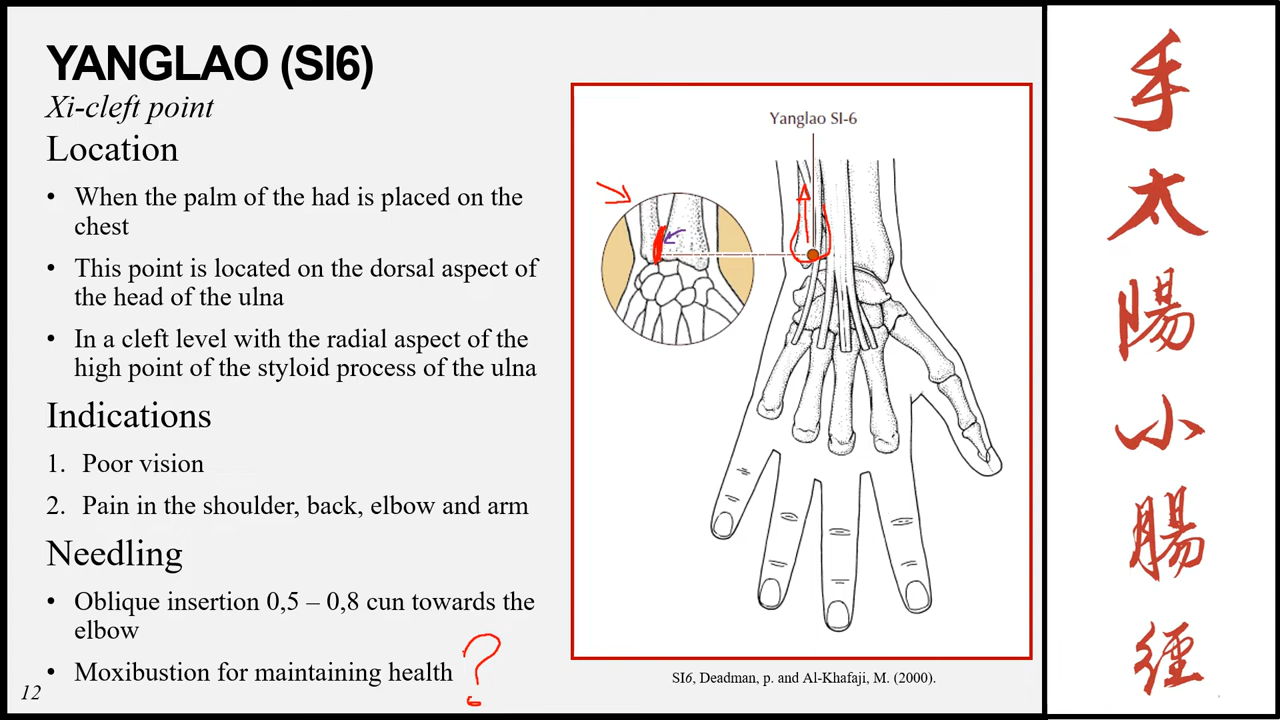 YANGLAO (SI6)
Xi-cleft point
Location
• When the palm of the had is placed on the
chest
• This point is located on the dorsal aspect of
the head of the ulna
• In a cleft level with the radial aspect of the
high point of the styloid process of the ulna
Indications
1. Poor vision
2. Pain in the shoulder, back, elbow and arm
Needling
• Oblique insertion 0,5 – 0,8 cun towards the
elbow
• Moxibustion for maintaining health ?
12
Yanglao SI-6
SI6, Deadman, p. and Al-Khafaji, M. (2000).
手
太
陽
小
腸
經